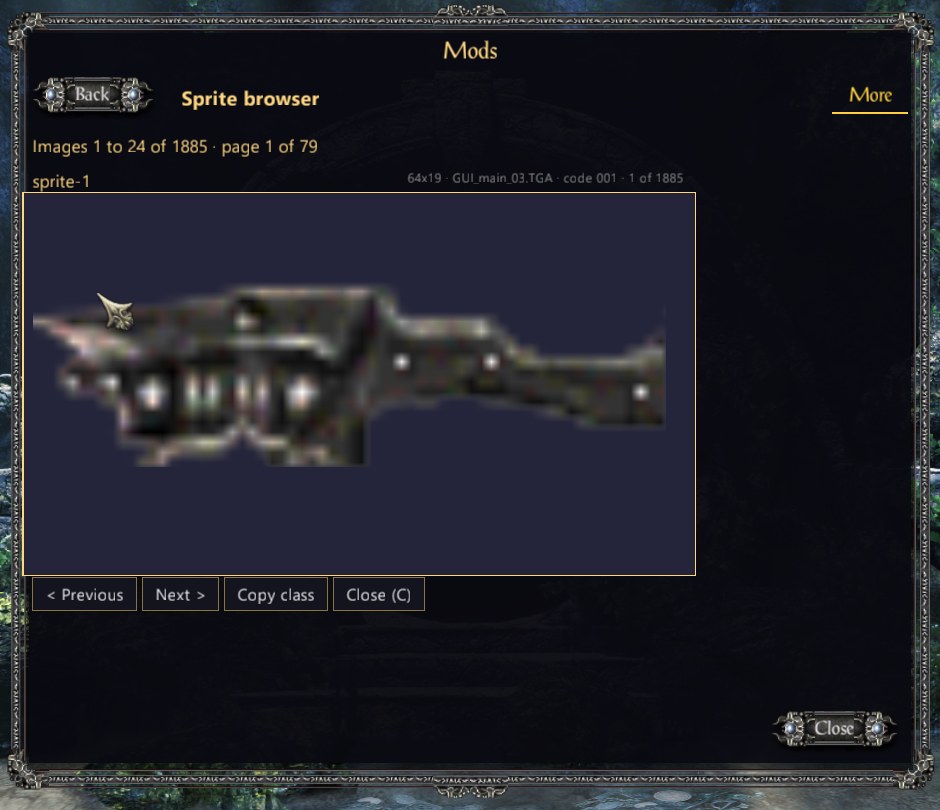 Mods
Back
Sprite browser
More
Images 1 to 24 of 1885 · page 1 of 79
sprite-1
64x19 · GUI_main_03.TGA · code 001 · 1 of 1885
< Previous
Next >
Copy class
Close (C)
Close